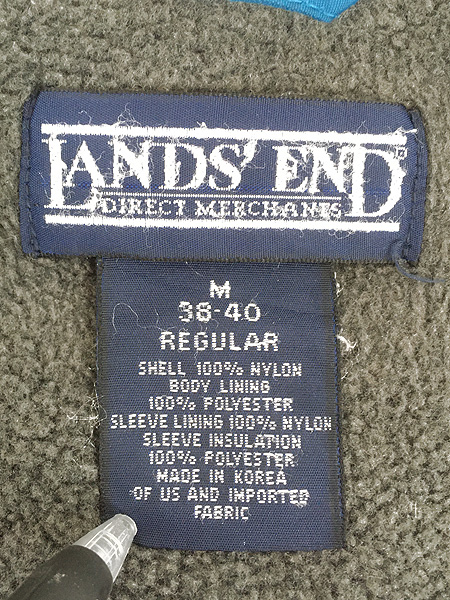 LANDS' END
DIRECT MERCHANTS
M
38-40
REGULAR
SHELL 100% NYLON
BODY LINING
100% POLYESTER
SLEEVE LINING 100% NYLON
SLEEVE INSULATION
100% POLYESTER
MADE IN KOREA
OF US AND IMPORTED
FABRIC